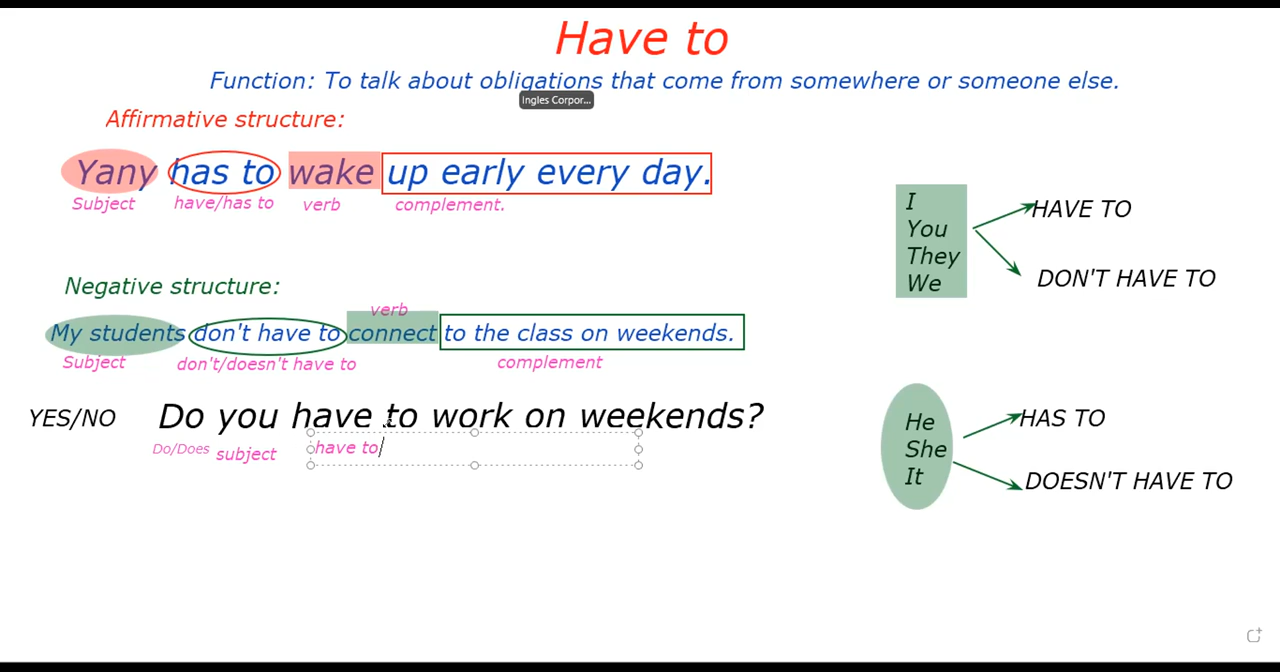 Have to
Function: To talk about obligations that come from somewhere or someone else.
Ingles Corpor...
Affirmative structure:
Yany has to wake up early every day.
Subject have/has to verb complement.
I
You
They
We
HAVE TO
DON'T HAVE TO
Negative structure:
verb
My students don't have to connect to the class on weekends.
Subject don't/doesn't have to complement
YES/NO Do you have to work on weekends?
Do/Does subject have to
He
She
It
HAS TO
DOESN'T HAVE TO